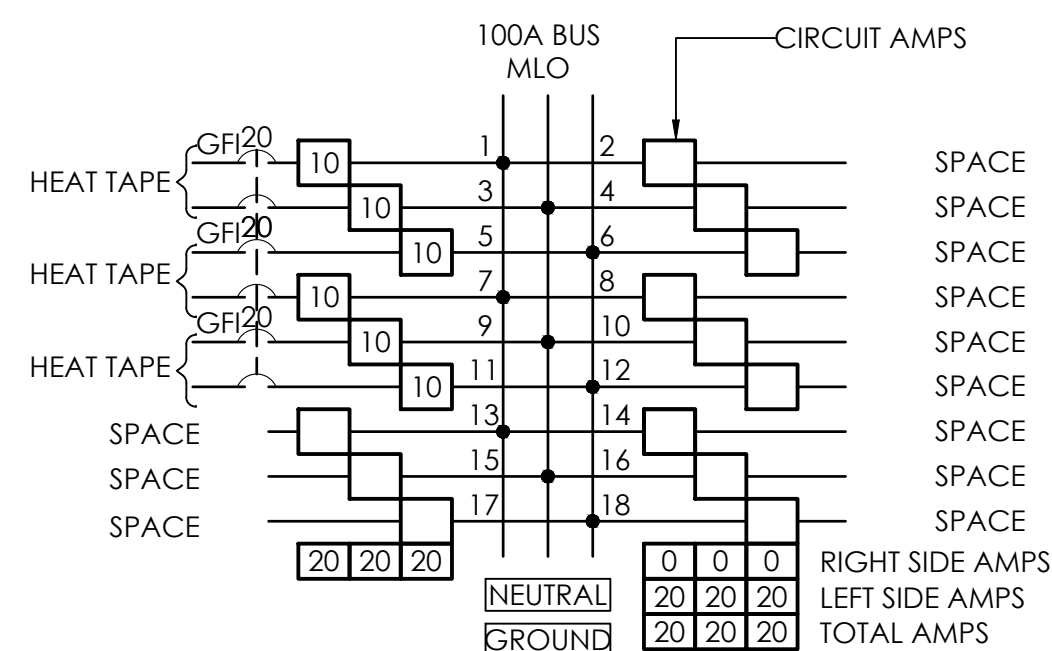 100A BUS
MLO
CIRCUIT AMPS
GFI 20
HEAT TAPE
10 1 2 SPACE
10 3 4 SPACE
GFI 20
HEAT TAPE
10 5 6 SPACE
10 7 8 SPACE
GFI 20
HEAT TAPE
10 9 10 SPACE
10 11 12 SPACE
SPACE 13 14 SPACE
SPACE 15 16 SPACE
SPACE 17 18 SPACE
20 20 20 0 0 0 RIGHT SIDE AMPS
NEUTRAL 20 20 20 LEFT SIDE AMPS
GROUND 20 20 20 TOTAL AMPS